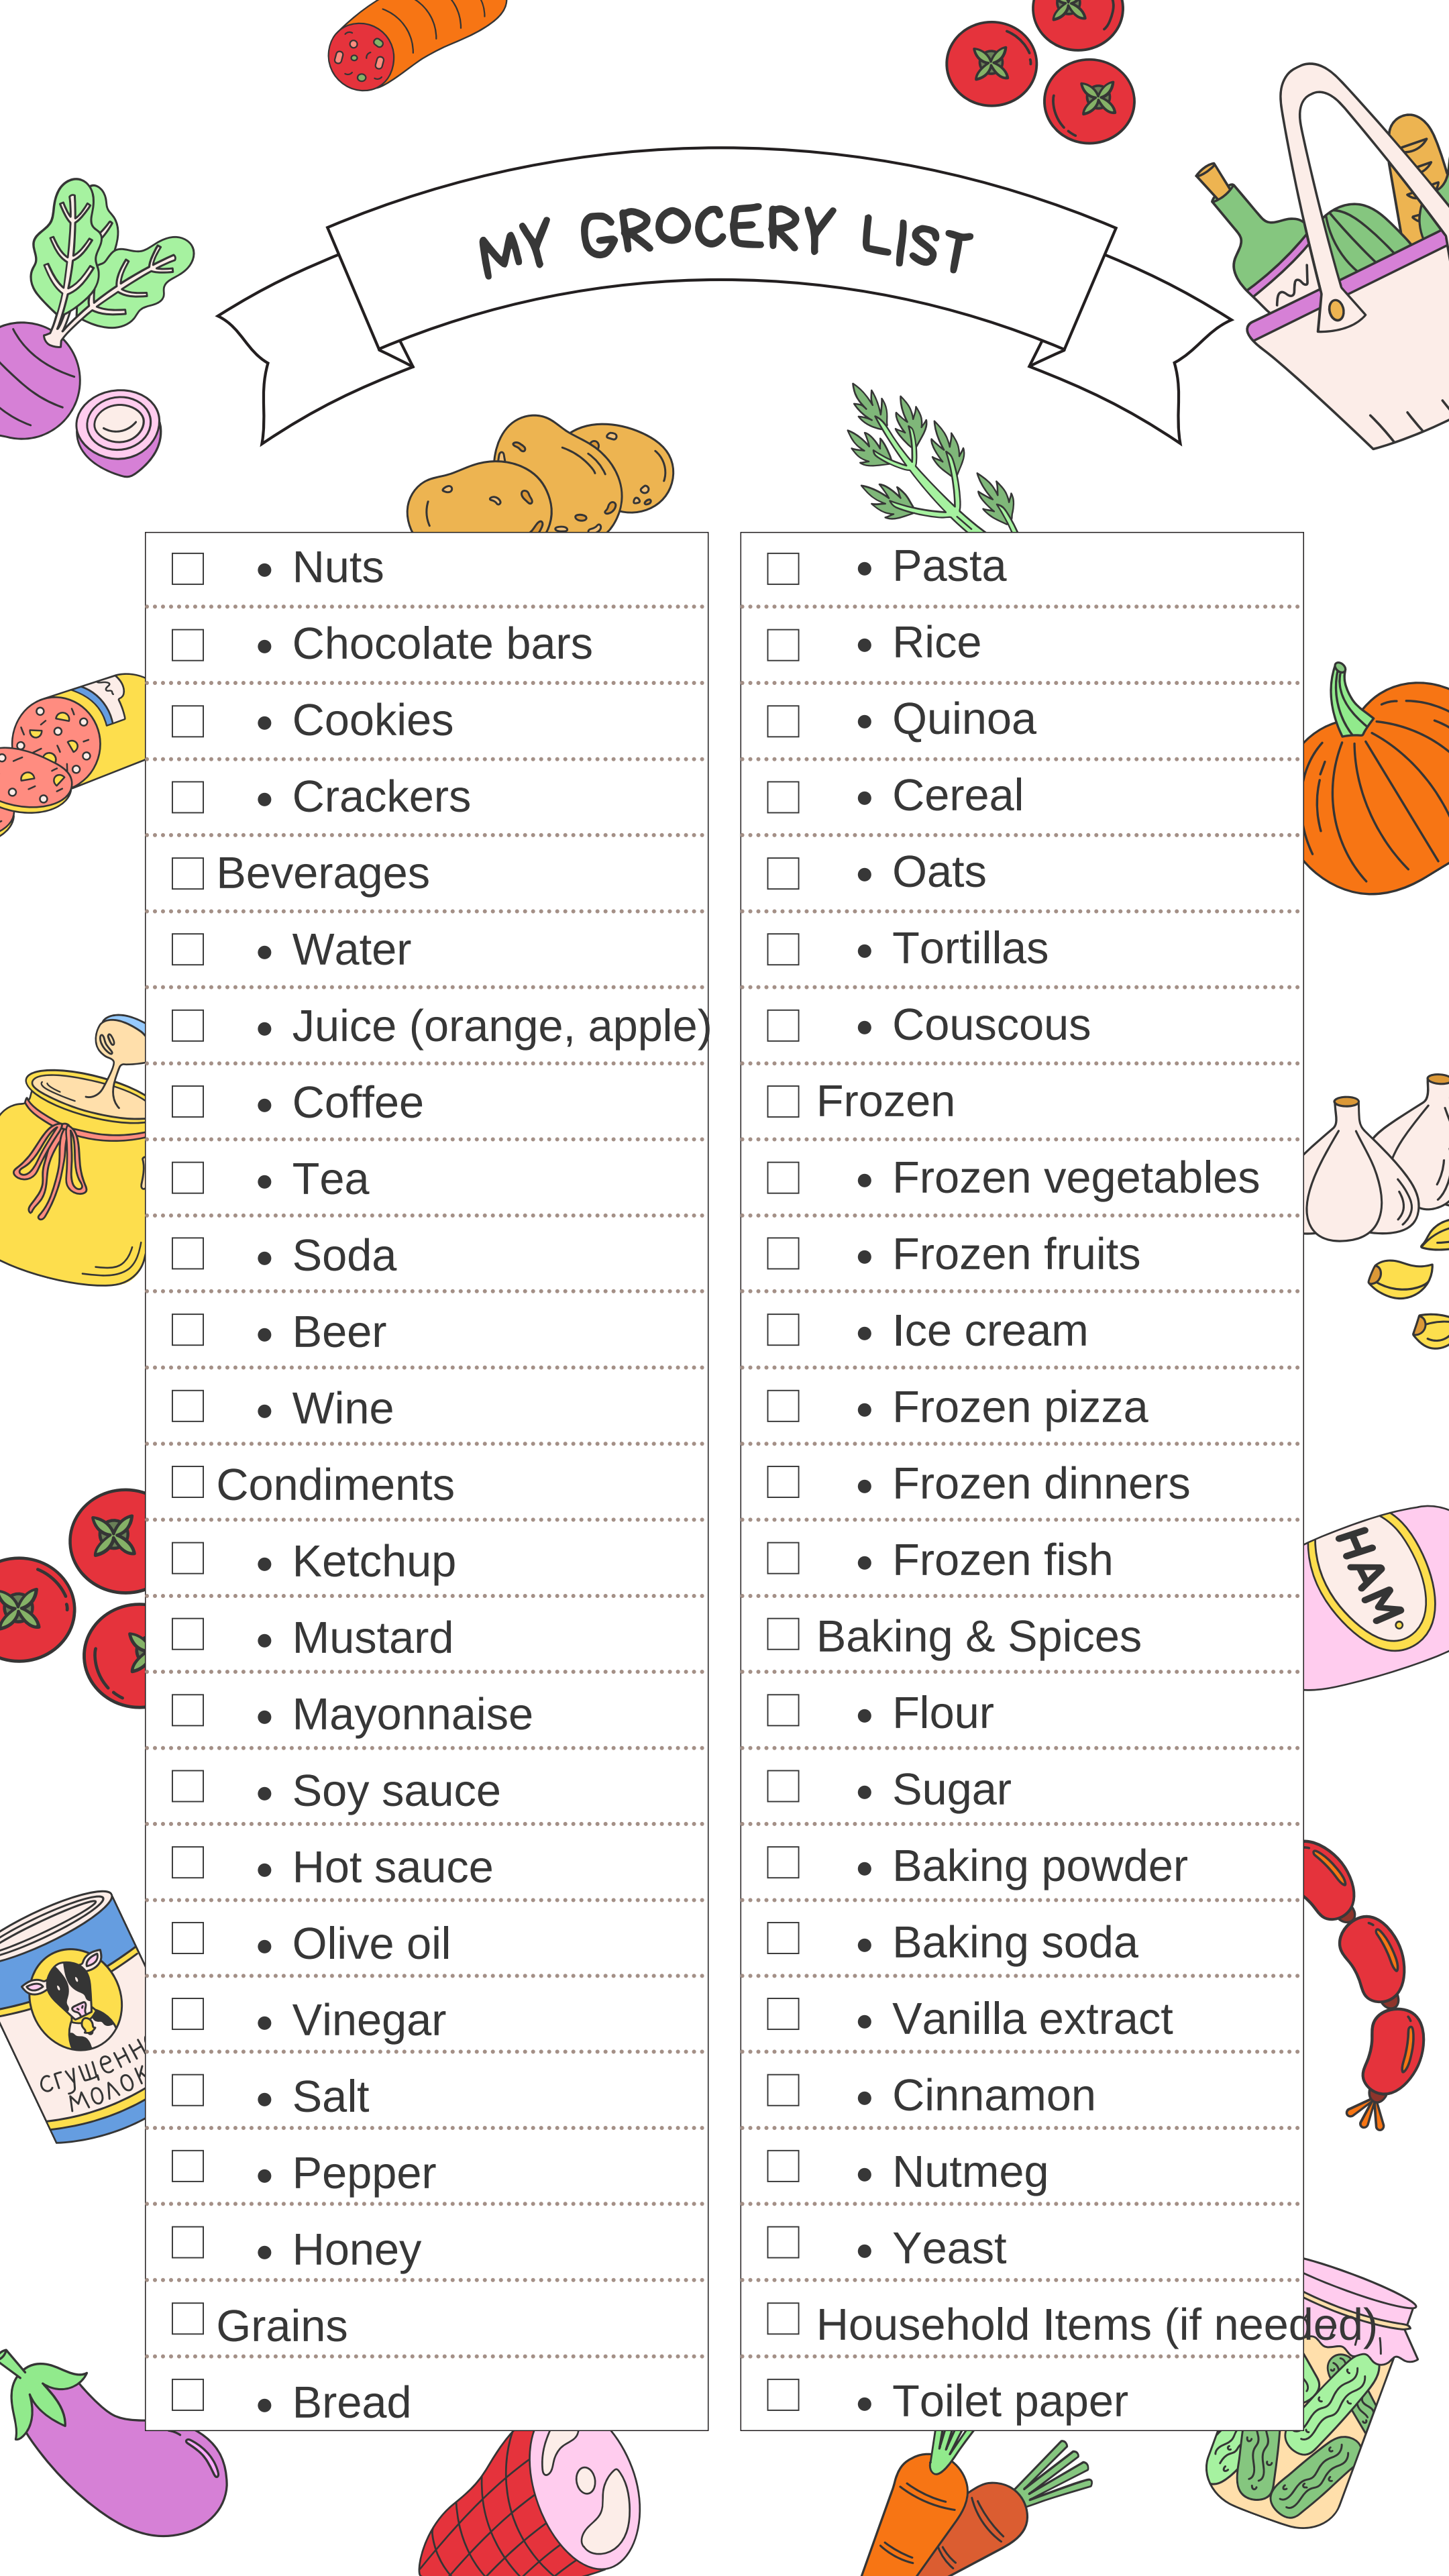 MY GROCERY LIST
• Nuts
• Chocolate bars
• Cookies
• Crackers
Beverages
• Water
• Juice (orange, apple)
• Coffee
• Tea
• Soda
• Beer
• Wine
Condiments
• Ketchup
• Mustard
• Mayonnaise
• Soy sauce
• Hot sauce
• Olive oil
• Vinegar
• Salt
• Pepper
• Honey
Grains
• Bread
• Pasta
• Rice
• Quinoa
• Cereal
• Oats
• Tortillas
• Couscous
Frozen
• Frozen vegetables
• Frozen fruits
• Ice cream
• Frozen pizza
• Frozen dinners
• Frozen fish
Baking & Spices
• Flour
• Sugar
• Baking powder
• Baking soda
• Vanilla extract
• Cinnamon
• Nutmeg
• Yeast
Household Items (if needed)
• Toilet paper
HAM